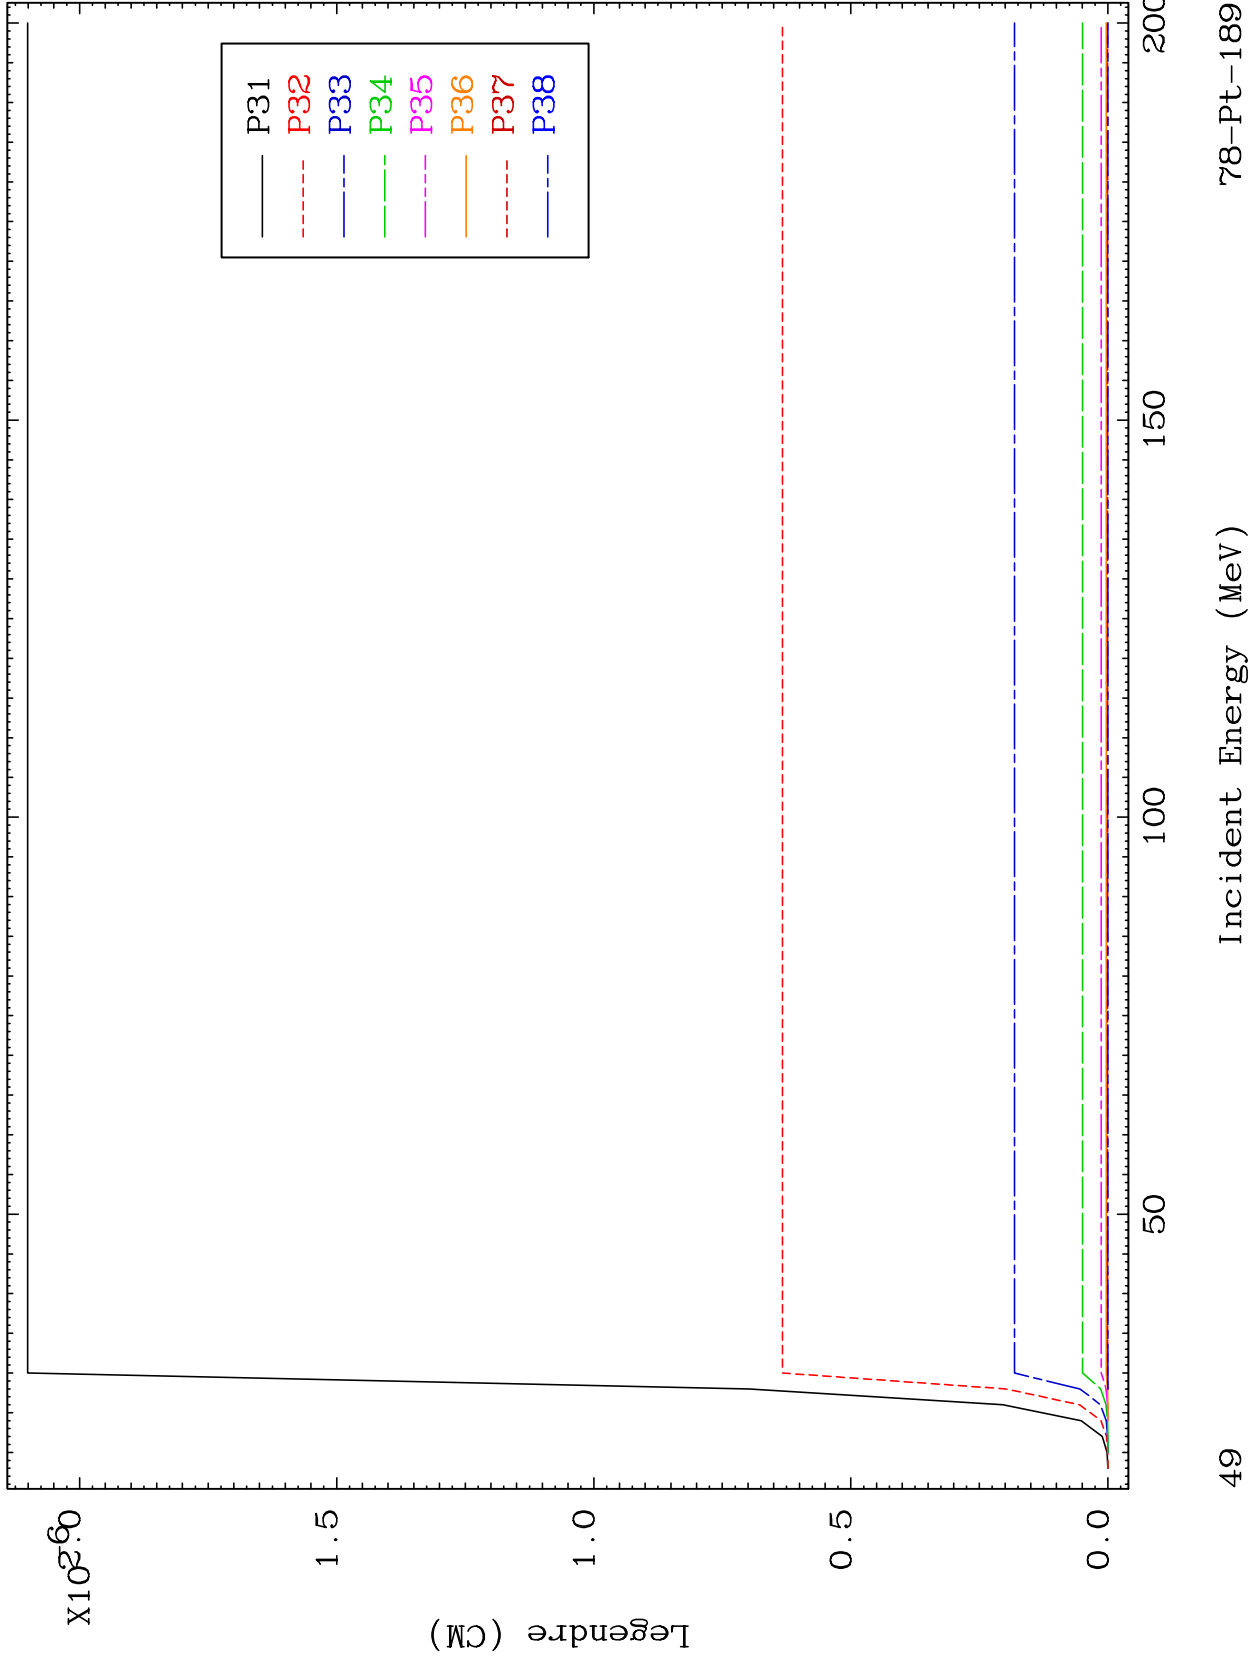 X10-6
2.0
1.5
1.0
0.5
0.0
Legendre (CM)
P31
P32
P33
P34
P35
P36
P37
P38
50
100
150
200
Incident Energy (MeV)
49
78-Pt-189